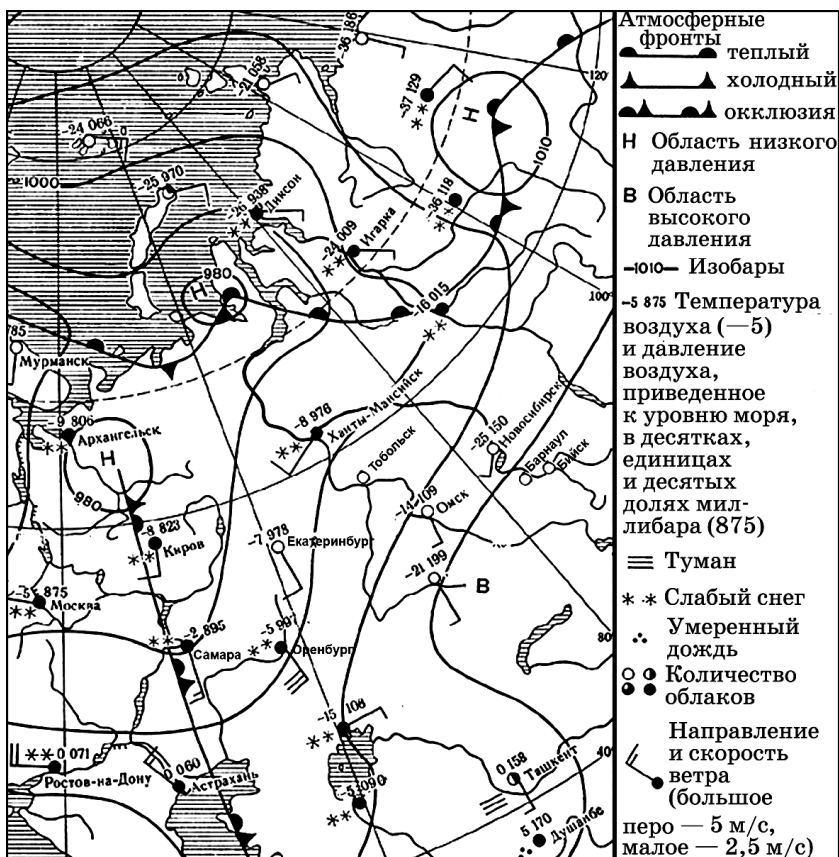 -36 186
120°
-21 058
-37 129
Н
-24 066
-1010-
-1000-
-25 970
-26 938
Диксон
-36 118
-24 009
Игарка
980
Н
100°
-16 015
785
Мурманск
-9 806
Архангельск
-8 976
Ханты-Мансийск
-25 150
Новосибирск
Барнаул
Бийск
Тобольск
Н
980
-14 109
Омск
-8 823
Киров
-7 978
Екатеринбург
-21 199
В
-5 875
Москва
80°
-2 895
Самара
Оренбург
-15 108
40°
0 071
Ростов-на-Дону
0 060
Астрахань
-5 090
0 158
Ташкент
5 170
Душанбе
Атмосферные
фронты
теплый
холодный
окклюзия
Н Область низкого
давления
В Область
высокого
давления
-1010- Изобары
-5 875 Температура
воздуха (—5)
и давление
воздуха,
приведенное
к уровню моря,
в десятках,
единицах
и десятых
долях мил-
либара (875)
Туман
Слабый снег
Умеренный
дождь
Количество
облаков
Направление
и скорость
ветра
(большое
перо — 5 м/с,
малое — 2,5 м/с)